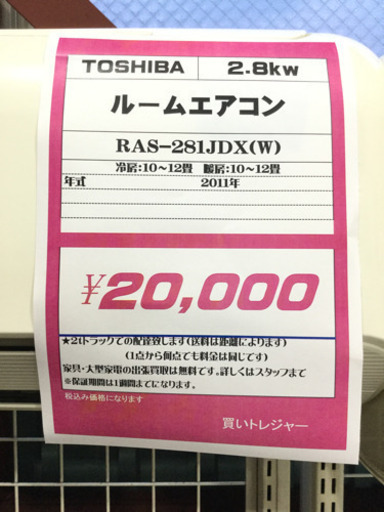 TOSHIBA 2.8kw
ルームエアコン
RAS-281JDX(W)
冷房:10～12畳 暖房:10～12畳
年式 2011年
¥20,000
★2tトラックでの配達致します(送料は距離によります)
(1点から何点でも料金は同じです)
家具・大型家電の出張買取は無料です。詳しくはスタッフまで
※保証期間は1週間までになります。
税込み価格になります
買いトレジャー